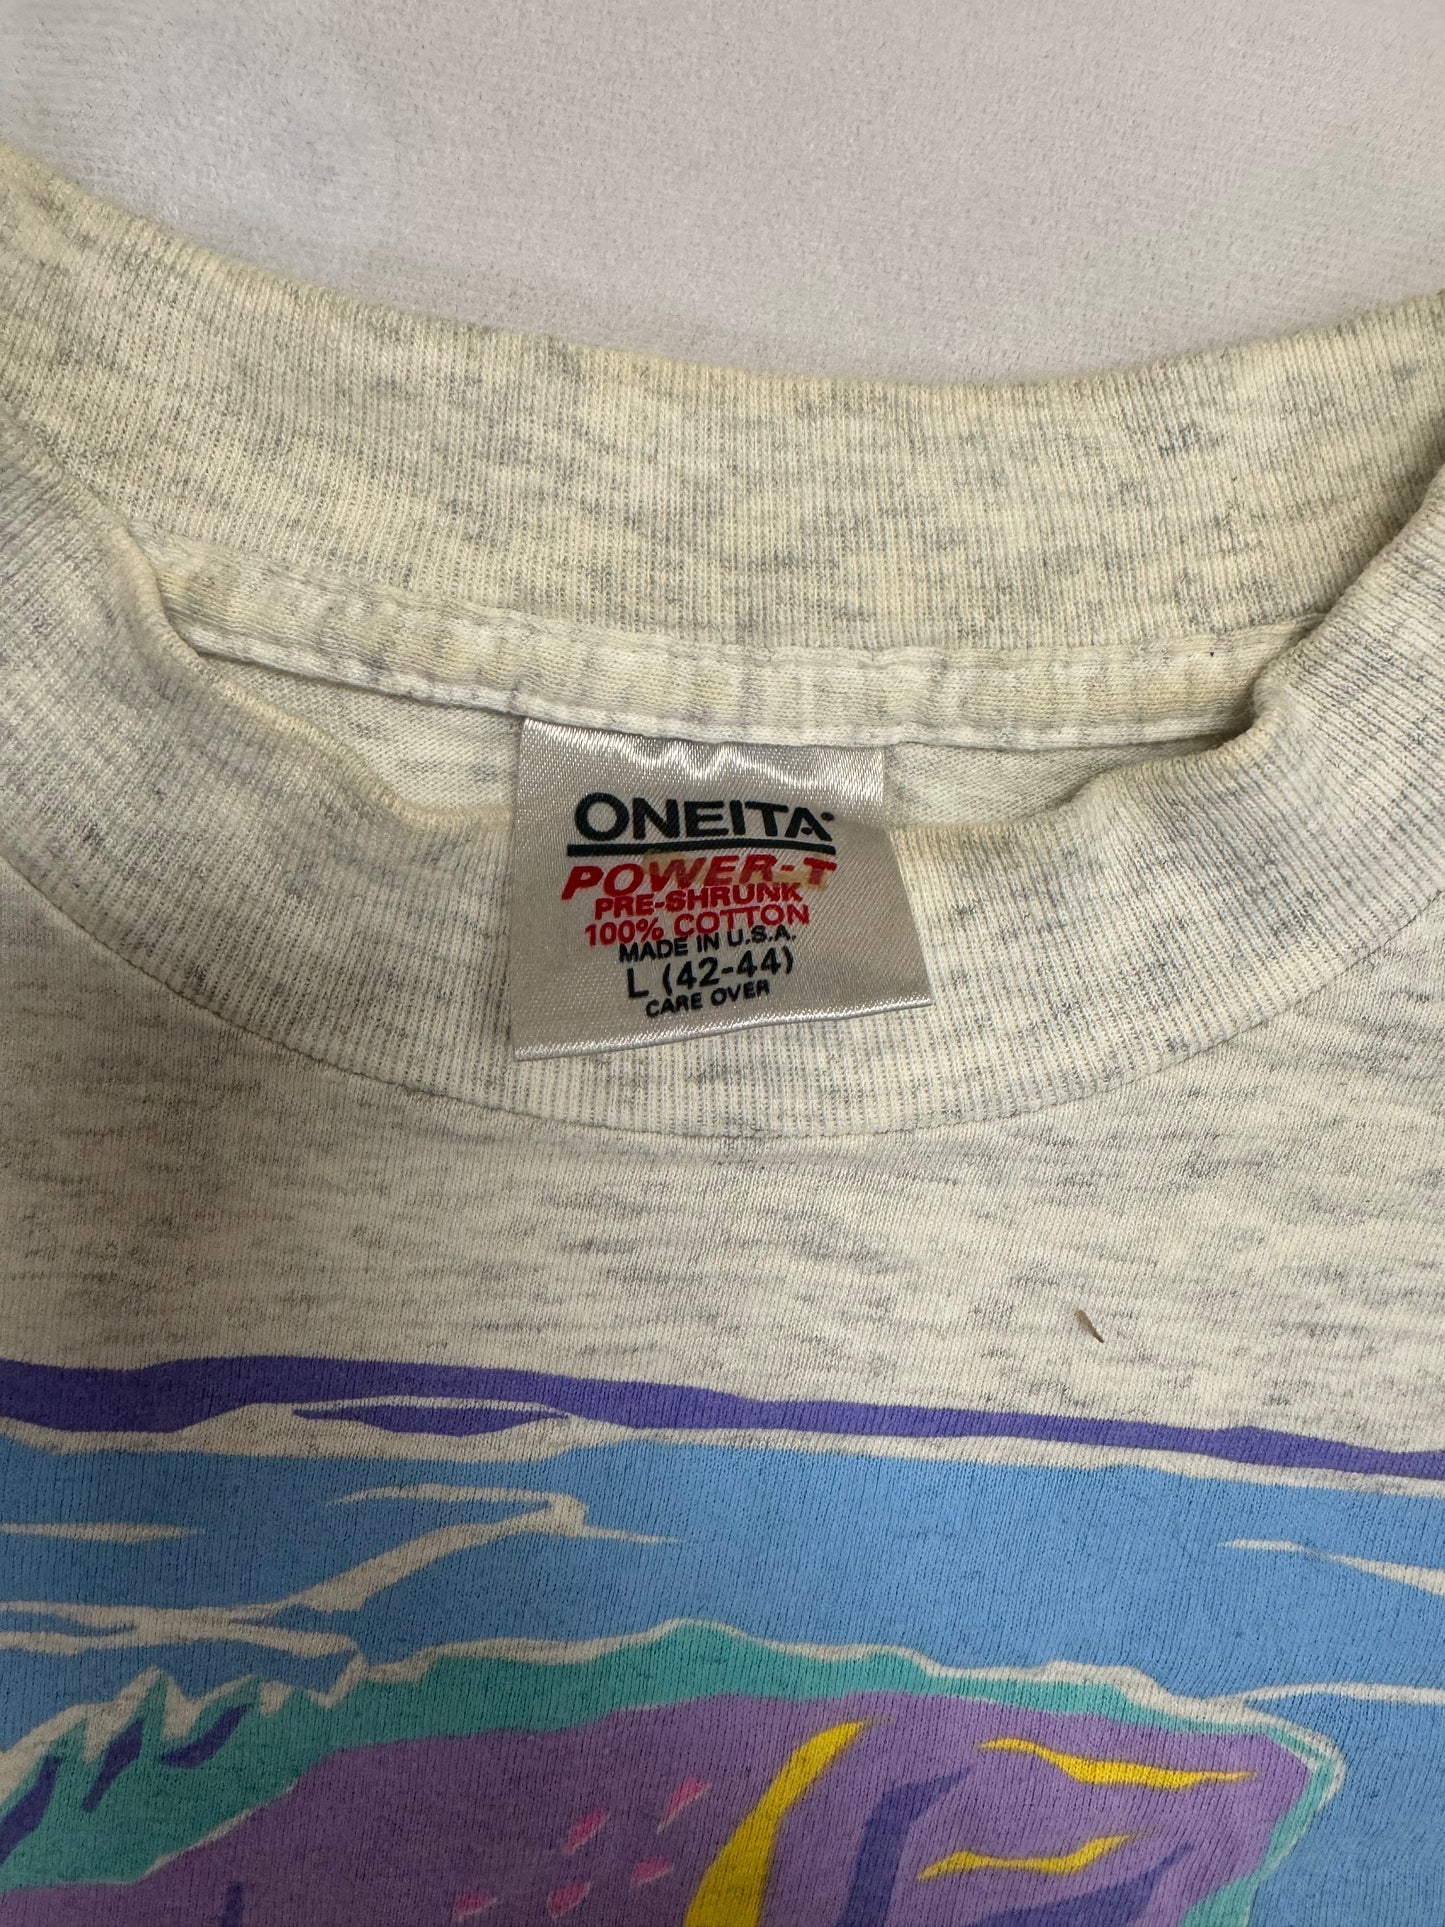 ONEITA
POWER-T
PRE-SHRUNK
100% COTTON
MADE IN U.S.A.
L (42-44)
CARE OVER